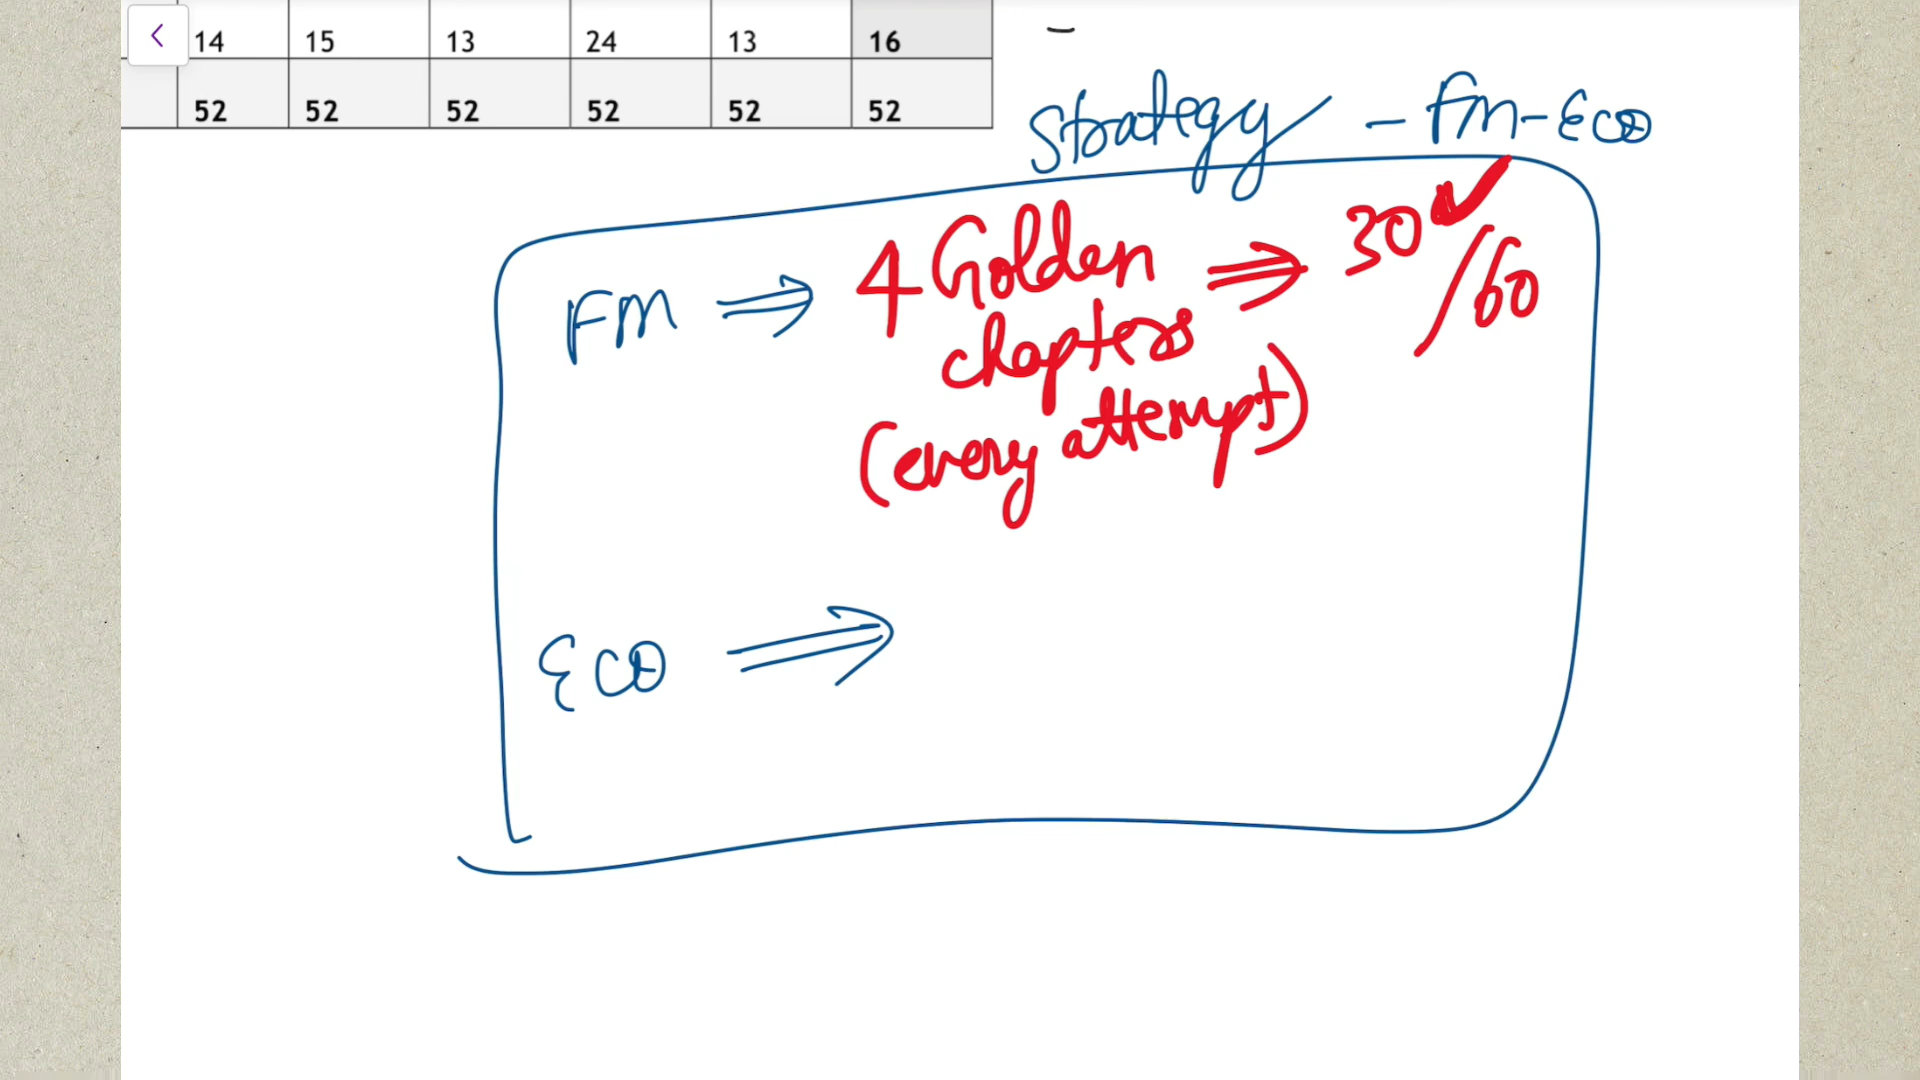 14 15 13 24 13 16
52 52 52 52 52 52
Strategy - FM-Eco
FM ⇒ 4 Golden chapters ⇒ 30/60
(every attempt)
Eco ⇒